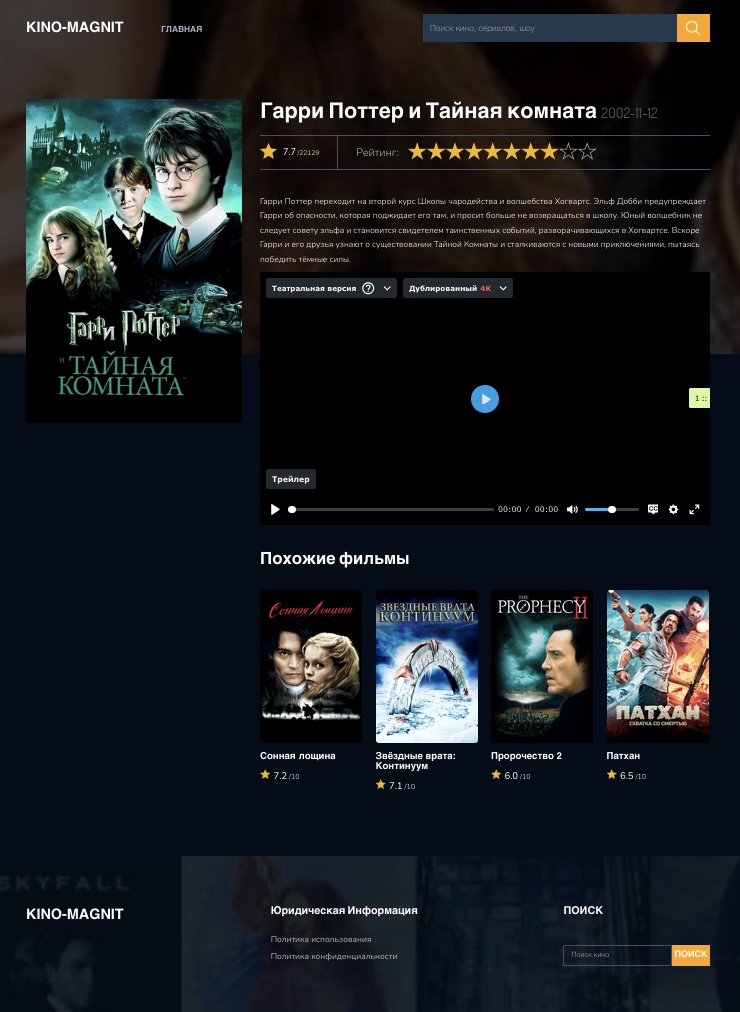 KINO-MAGNIT
ГЛАВНАЯ
Поиск кино, сериалов, шоу
Гарри Поттер и Тайная комната 2002-11-12
7.7 /22129
Рейтинг:
Гарри Поттер переходит на второй курс Школы чародейства и волшебства Хогвартс. Эльф Добби предупреждает
Гарри об опасности, которая поджидает его там, и просит больше не возвращаться в школу. Юный волшебник не
следует совету эльфа и становится свидетелем таинственных событий, разворачивающихся в Хогвартсе. Вскоре
Гарри и его друзья узнают о существовании Тайной Комнаты и сталкиваются с новыми приключениями, пытаясь
победить тёмные силы.
Гарри Поттер
и ТАЙНАЯ
КОМНАТА
Театральная версия
Дублированный 4K
1 ::
Трейлер
00:00 / 00:00
Похожие фильмы
Сонная Лощина
ЗВЕЗДНЫЕ ВРАТА
КОНТИНУУМ
THE
PROPHECY II
ПАТХАН
СХВАТКА СО СМЕРТЬЮ
Сонная лощина
7.2 /10
Звёздные врата:
Континуум
7.1 /10
Пророчество 2
6.0 /10
Патхан
6.5 /10
SKYFALL
KINO-MAGNIT
Юридическая Информация
Политика использования
Политика конфиденциальности
ПОИСК
Поиск кино
ПОИСК